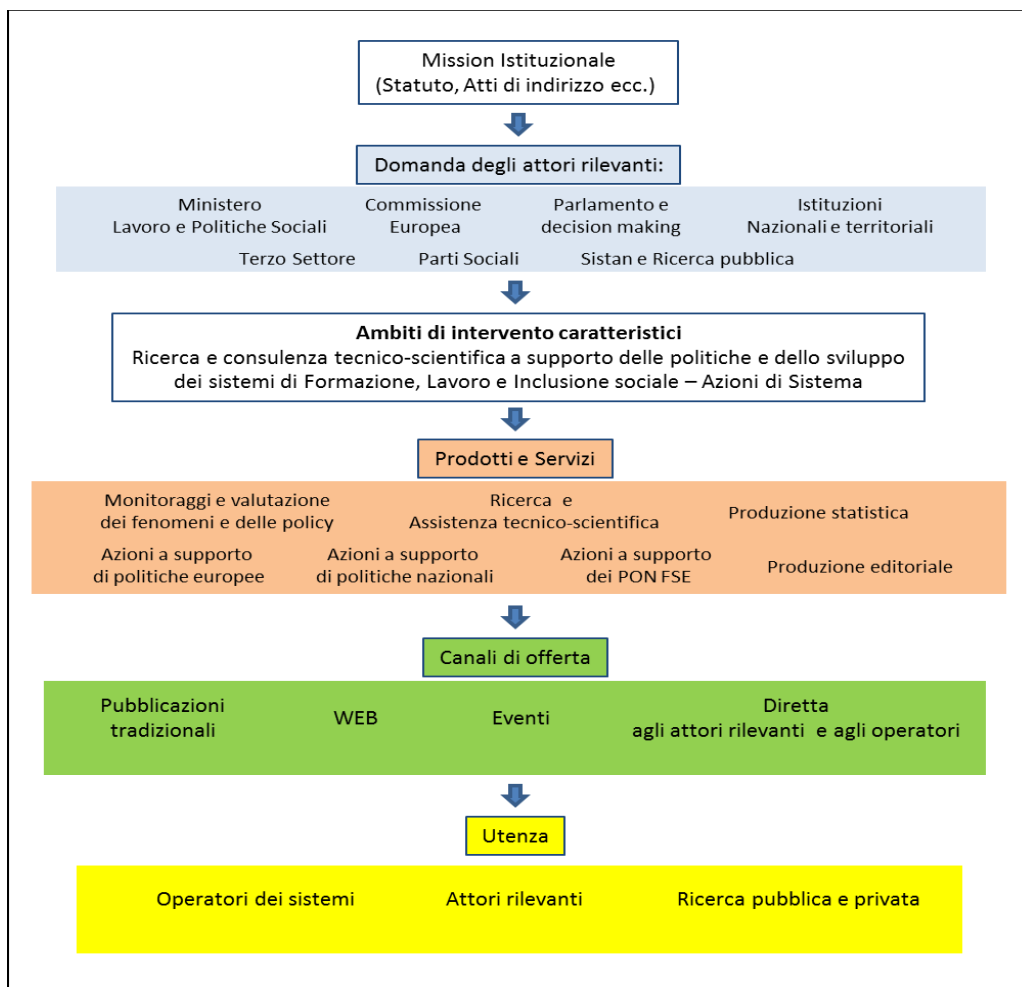 Mission Istituzionale
(Statuto, Atti di indirizzo ecc.)
Domanda degli attori rilevanti:
Ministero
Lavoro e Politiche Sociali
Commissione
Europea
Parlamento e
decision making
Istituzioni
Nazionali e territoriali
Terzo Settore
Parti Sociali
Sistan e Ricerca pubblica
Ambiti di intervento caratteristici
Ricerca e consulenza tecnico-scientifica a supporto delle politiche e dello sviluppo
dei sistemi di Formazione, Lavoro e Inclusione sociale – Azioni di Sistema
Prodotti e Servizi
Monitoraggi e valutazione
dei fenomeni e delle policy
Ricerca e
Assistenza tecnico-scientifica
Produzione statistica
Azioni a supporto
di politiche europee
Azioni a supporto
di politiche nazionali
Azioni a supporto
dei PON FSE
Produzione editoriale
Canali di offerta
Pubblicazioni
tradizionali
WEB
Eventi
Diretta
agli attori rilevanti e agli operatori
Utenza
Operatori dei sistemi
Attori rilevanti
Ricerca pubblica e privata